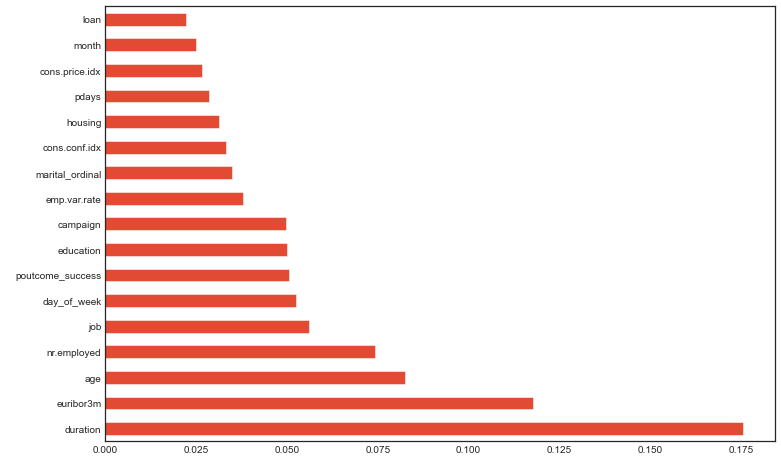 loan
month
cons.price.idx
pdays
housing
cons.conf.idx
marital_ordinal
emp.var.rate
campaign
education
poutcome_success
day_of_week
job
nr.employed
age
euribor3m
duration
0.000 0.025 0.050 0.075 0.100 0.125 0.150 0.175